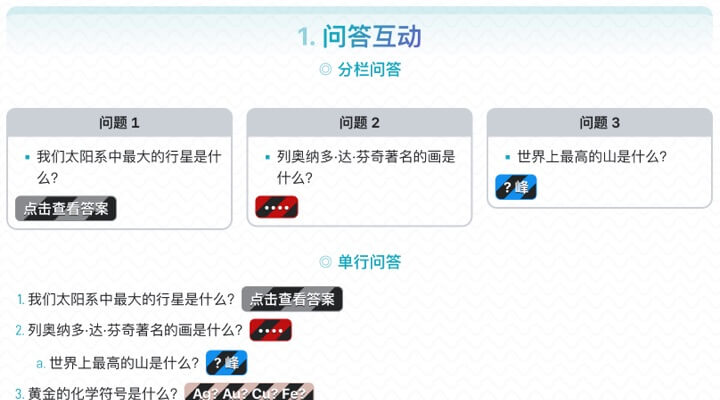 1. 问答互动
◎ 分栏问答
问题 1
▪ 我们太阳系中最大的行星是什
么?
点击查看答案
问题 2
▪ 列奥纳多·达·芬奇著名的画是
什么?
••••
问题 3
▪ 世界上最高的山是什么?
? 峰
◎ 单行问答
1. 我们太阳系中最大的行星是什么? 点击查看答案
2. 列奥纳多·达·芬奇著名的画是什么? ••••
a. 世界上最高的山是什么? ? 峰
3. 黄金的化学符号是什么? Ag? Au? Cu? Fe?